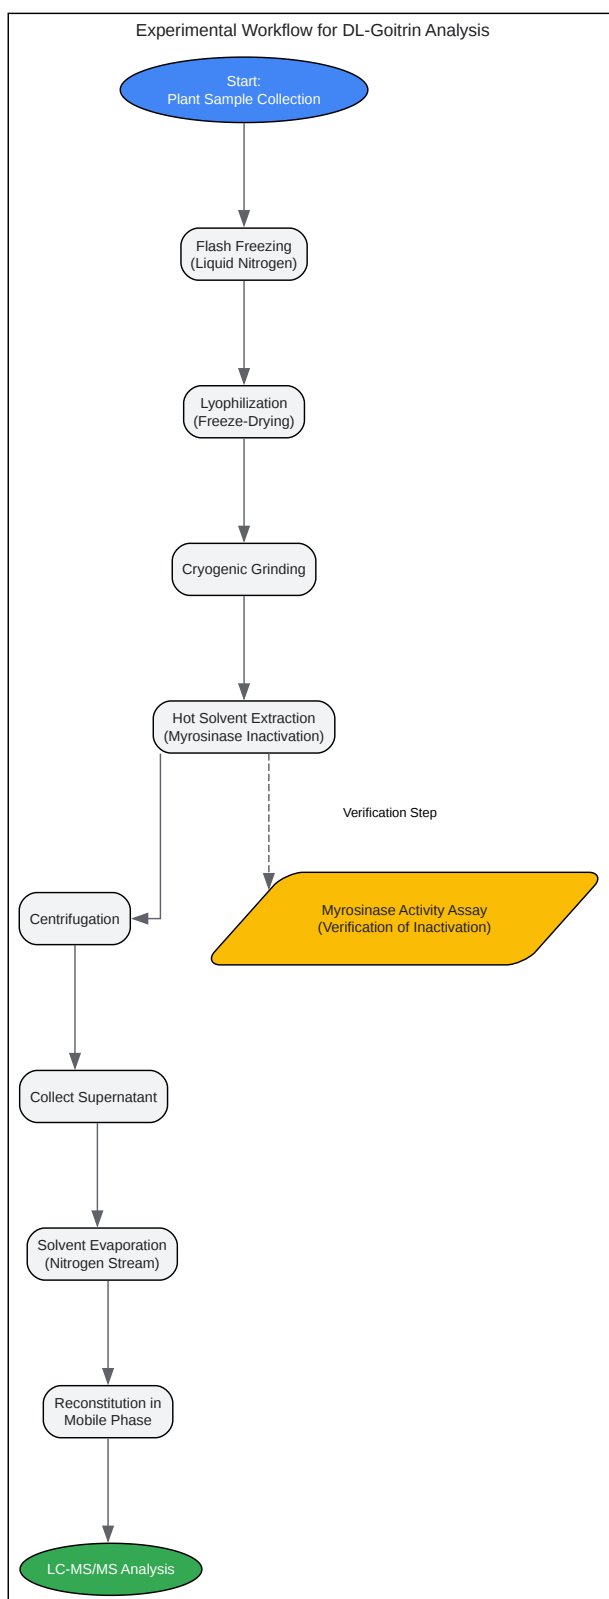 Experimental Workflow for DL-Goitrin Analysis
Start:
Plant Sample Collection
Flash Freezing
(Liquid Nitrogen)
Lyophilization
(Freeze-Drying)
Cryogenic Grinding
Hot Solvent Extraction
(Myrosinase Inactivation)
Verification Step
Myrosinase Activity Assay
(Verification of Inactivation)
Centrifugation
Collect Supernatant
Solvent Evaporation
(Nitrogen Stream)
Reconstitution in
Mobile Phase
LC-MS/MS Analysis